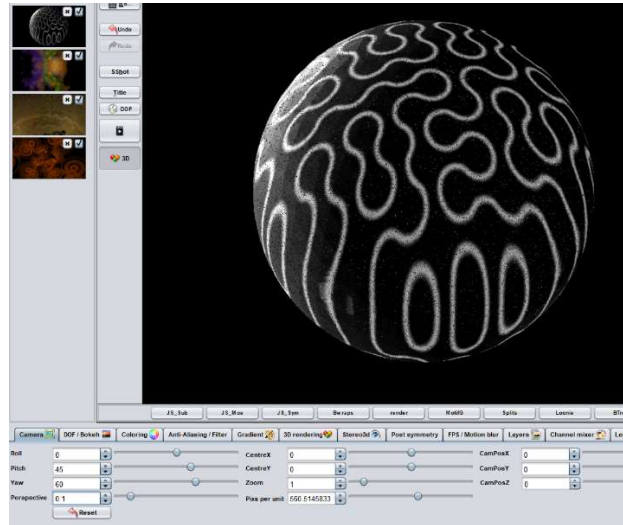 Undo
Redo
SShot
Title
DOF
3D
JS_Sub JS_Mos JS_Sym Bwraps render MutIG Splits Loonie
Camera DOF / Bokeh Coloring Anti-Aliasing / Filter Gradient 3D rendering Stereo3d Post symmetry FPS / Motion blur Layers Channel mixer
Roll 0 CentreX 0 CamPosX 0
Pitch 45 CentreY 0 CamPosY 0
Yaw 60 Zoom 1 CamPosZ 0
Perspective 0.1 Pixs per unit 560.5145833
Reset